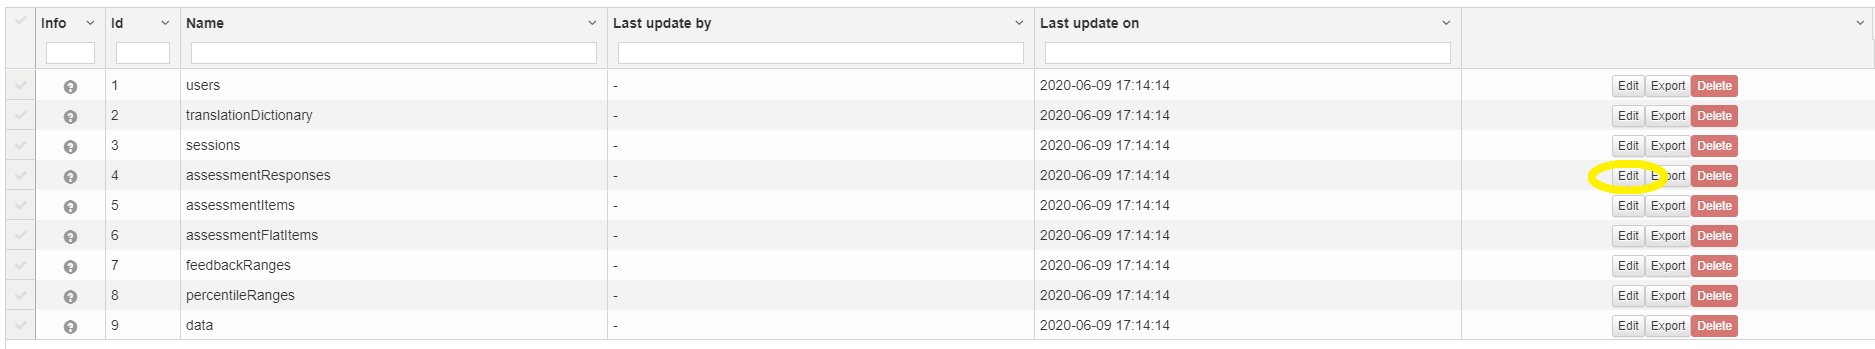 Info Id Name Last update by Last update on
1 users - 2020-06-09 17:14:14 Edit Export Delete
2 translationDictionary - 2020-06-09 17:14:14 Edit Export Delete
3 sessions - 2020-06-09 17:14:14 Edit Export Delete
4 assessmentResponses - 2020-06-09 17:14:14 Edit Export Delete
5 assessmentItems - 2020-06-09 17:14:14 Edit Export Delete
6 assessmentFlatItems - 2020-06-09 17:14:14 Edit Export Delete
7 feedbackRanges - 2020-06-09 17:14:14 Edit Export Delete
8 percentileRanges - 2020-06-09 17:14:14 Edit Export Delete
9 data - 2020-06-09 17:14:14 Edit Export Delete